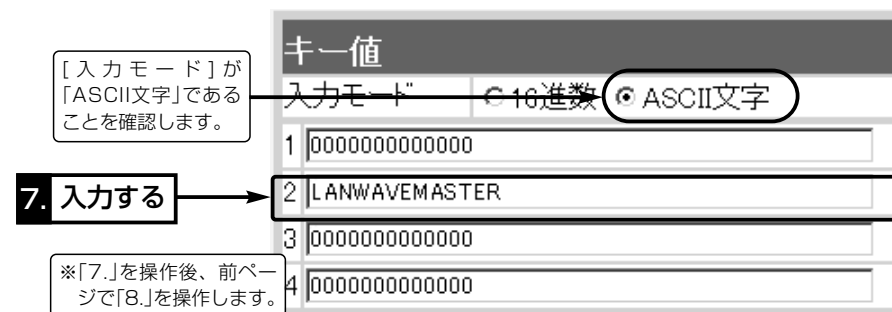 キー値
[入力モード]が
「ASCII文字」である
ことを確認します。
入力モード 16進数 ASCII文字
1 0000000000000
7. 入力する
2 LANWAVEMASTER
3 0000000000000
※「7.」を操作後、前ペー
ジで「8.」を操作します。
4 0000000000000